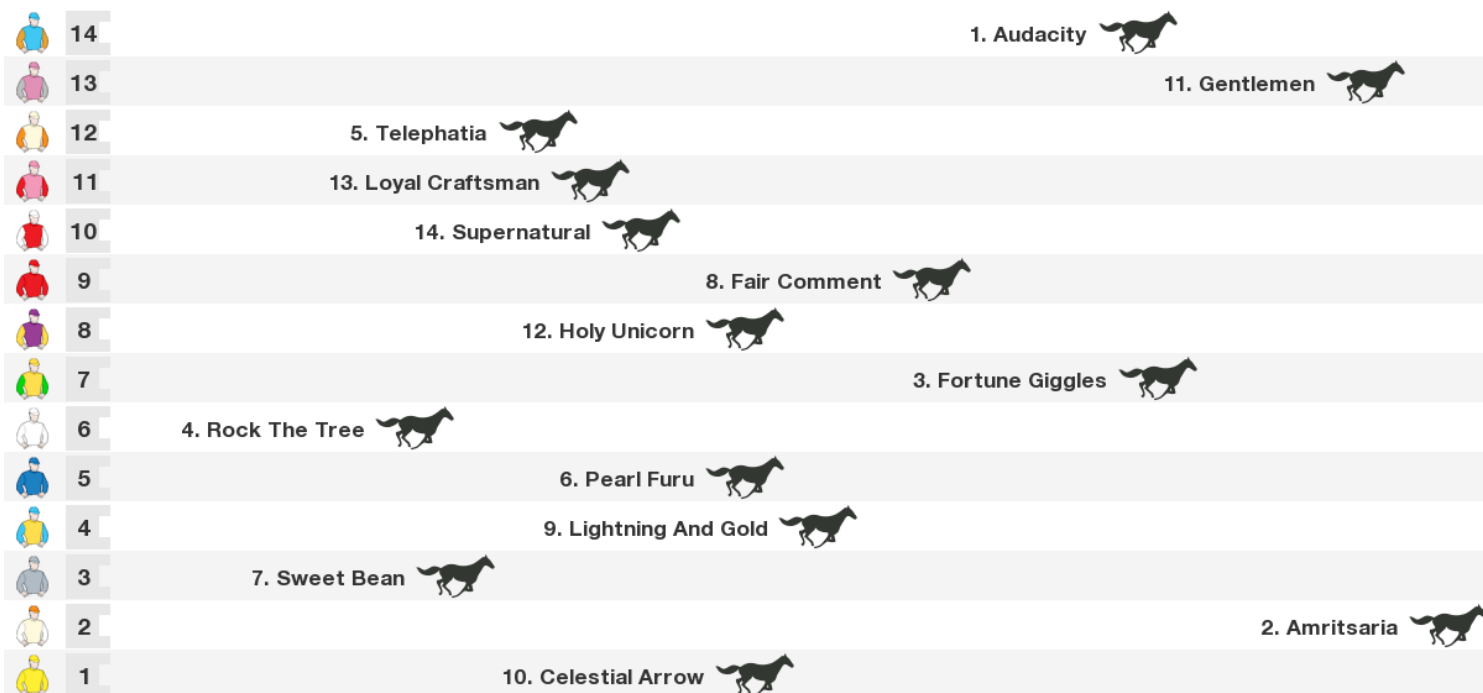 14 1. Audacity
13 11. Gentlemen
12 5. Telephatia
11 13. Loyal Craftsman
10 14. Supernatural
9 8. Fair Comment
8 12. Holy Unicorn
7 3. Fortune Giggles
6 4. Rock The Tree
5 6. Pearl Furu
4 9. Lightning And Gold
3 7. Sweet Bean
2 2. Amritsaria
1 10. Celestial Arrow